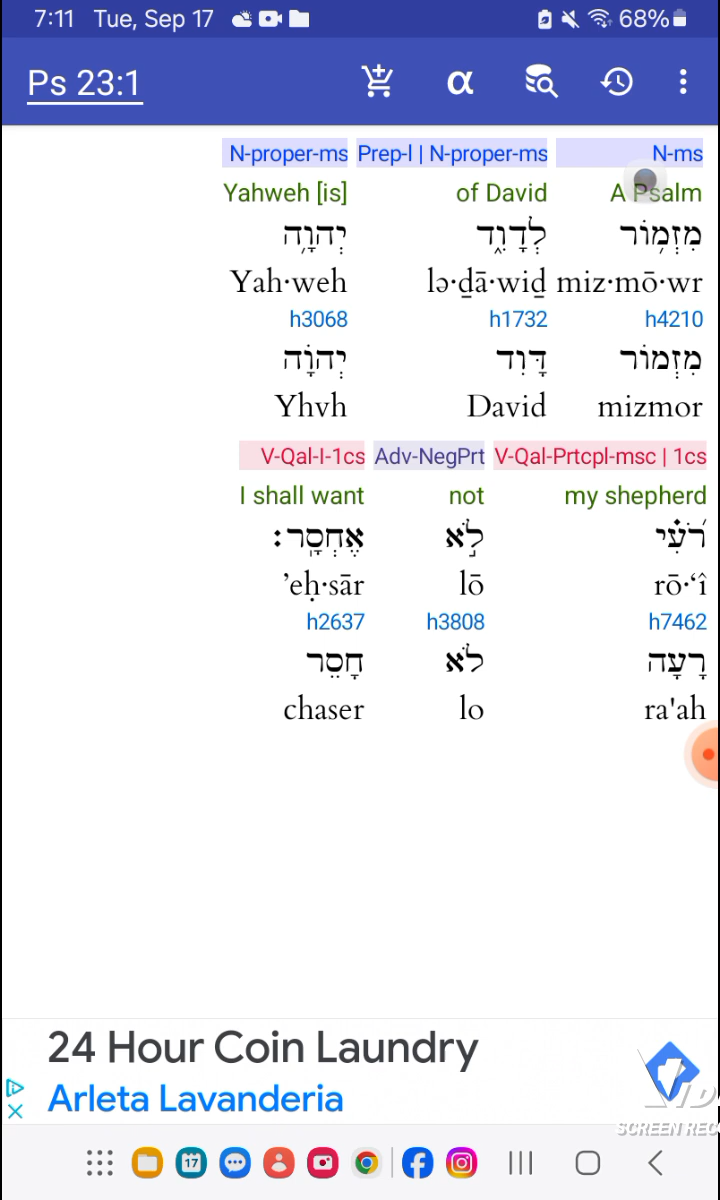 7:11 Tue, Sep 17 68%
Ps 23:1 α
N-proper-ms Prep-l | N-proper-ms N-ms
Yahweh [is] of David A Psalm
מִזְמ֥וֹר לְדָוִ֑ד יְהוָ֥ה
Yah·weh lə·ḏā·wiḏ miz·mō·wr
h3068 h1732 h4210
מִזְמוֹר דָּוִד יְהֹוָה
Yhvh David mizmor
V-Qal-I-1cs Adv-NegPrt V-Qal-Prtcpl-msc | 1cs
I shall want not my shepherd
רֹ֝עִ֗י לֹ֣א אֶחְסָֽר׃
’eḥ·sār lō rō·‘î
h2637 h3808 h7462
רָעָה לֹא חָסֵר
chaser lo ra'ah
24 Hour Coin Laundry
Arleta Lavanderia
17
SCREEN REC